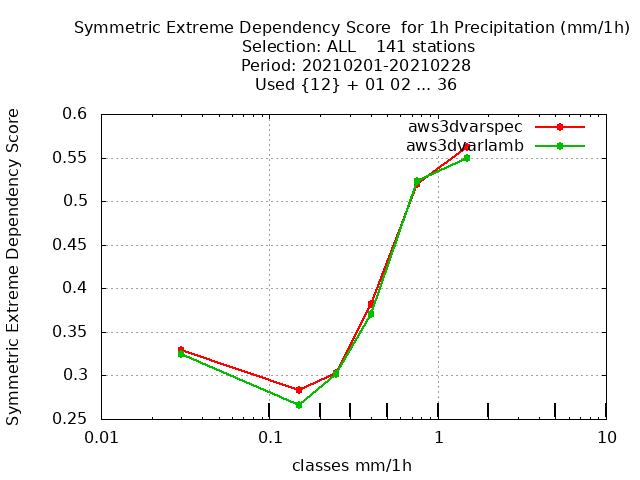 Symmetric Extreme Dependency Score  for 1h Precipitation (mm/1h)
Selection: ALL    141 stations
Period: 20210201-20210228
Used {12} + 01 02 ... 36
Symmetric Extreme Dependency Score
0.6
0.55
0.5
0.45
0.4
0.35
0.3
0.25
aws3dvarspec
aws3dvarlamb
0.01
0.1
1
10
classes mm/1h